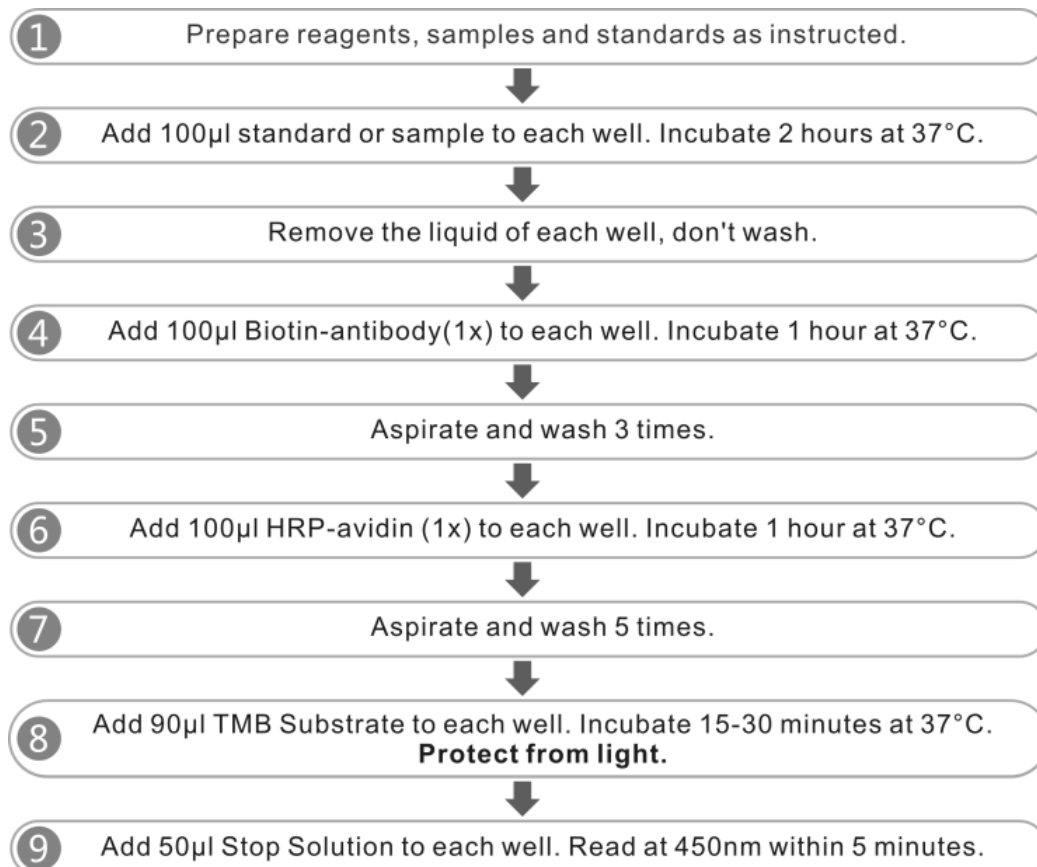 1
Prepare reagents, samples and standards as instructed.
2
Add 100µl standard or sample to each well. Incubate 2 hours at 37°C.
3
Remove the liquid of each well, don't wash.
4
Add 100µl Biotin-antibody(1x) to each well. Incubate 1 hour at 37°C.
5
Aspirate and wash 3 times.
6
Add 100µl HRP-avidin (1x) to each well. Incubate 1 hour at 37°C.
7
Aspirate and wash 5 times.
8
Add 90µl TMB Substrate to each well. Incubate 15-30 minutes at 37°C.
Protect from light.
9
Add 50µl Stop Solution to each well. Read at 450nm within 5 minutes.